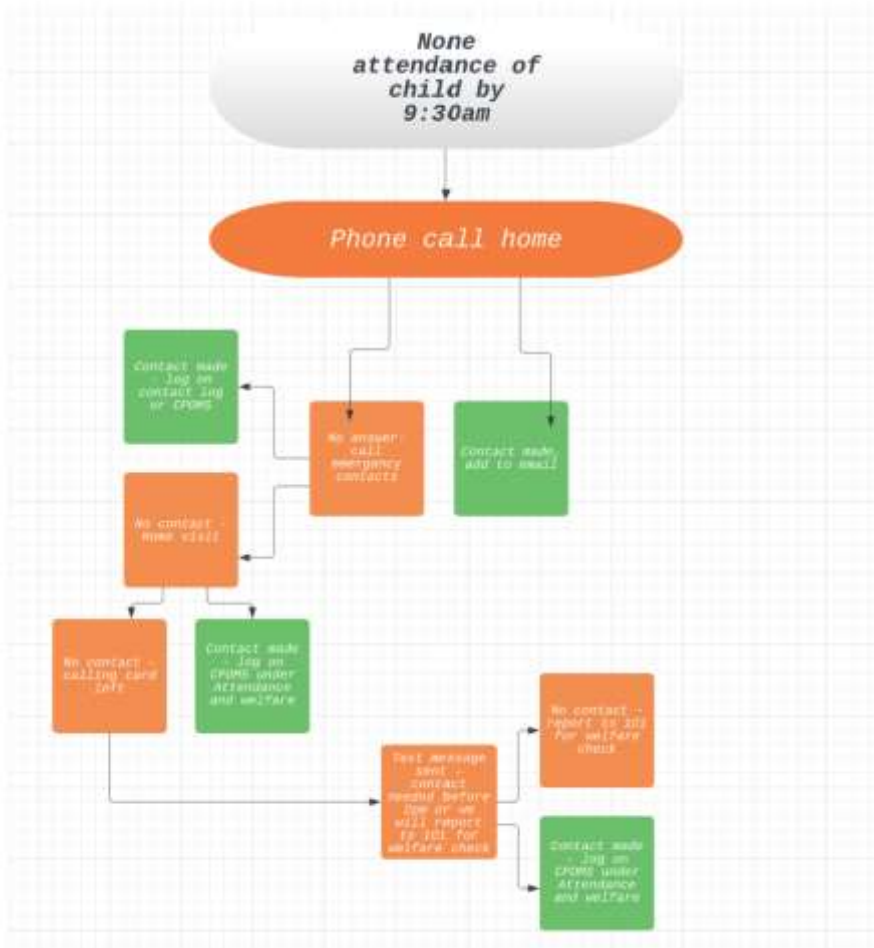 None
attendance of
child by
9:30am
Phone call home
Contact made
- log on
contact log
or CPOMS
No answer-
call
emergancy
contacts
Contact made,
add to email
No contact -
Home visit
No contact -
calling card
left
Contact made
- log on
CPOMS under
Attendance
and welfare
No contact -
report to 101
for welfare
check
Text message
sent -
contact
needed before
or we
will report
to 101 for
welfare check
Contact made
- log on
CPOMS under
Attendance
and welfare